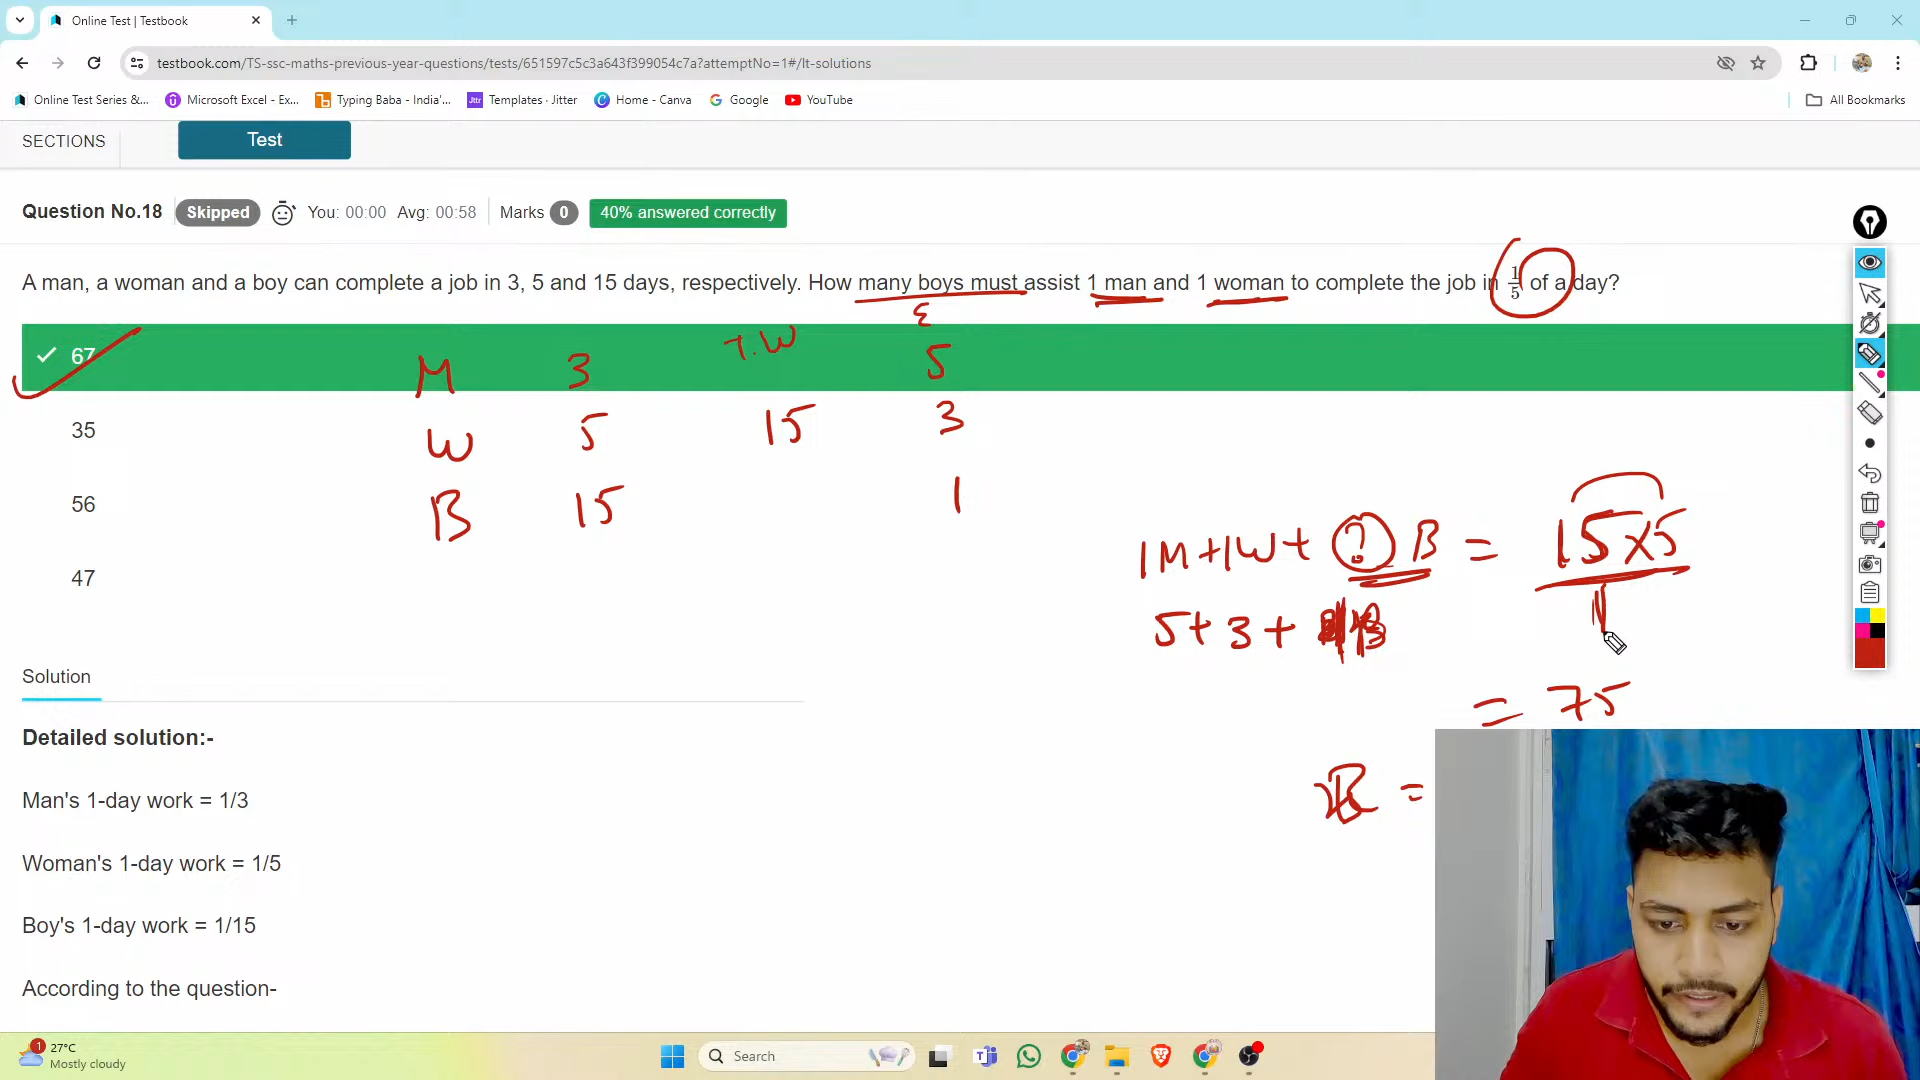 Online Test | Testbook
testbook.com/TS-ssc-maths-previous-year-questions/tests/651597c5c3a643f399054c7a?attemptNo=1#/lt-solutions
Online Test Series &... Microsoft Excel - Ex... Typing Baba - India'... Jitr Templates · Jitter Home - Canva Google YouTube All Bookmarks
SECTIONS Test
Question No.18 Skipped You: 00:00 Avg: 00:58 Marks 0 40% answered correctly
A man, a woman and a boy can complete a job in 3, 5 and 15 days, respectively. How many boys must assist 1 man and 1 woman to complete the job in 1/5 of a day?
E
67
M 3 T.W 5
35
W 5 15 3
56
B 15 1
47
1M+1W+ ? B = 15x5
5+3+
1
= 75
=
Solution
Detailed solution:-
Man's 1-day work = 1/3
Woman's 1-day work = 1/5
Boy's 1-day work = 1/15
According to the question-
1
27°C
Mostly cloudy
Search